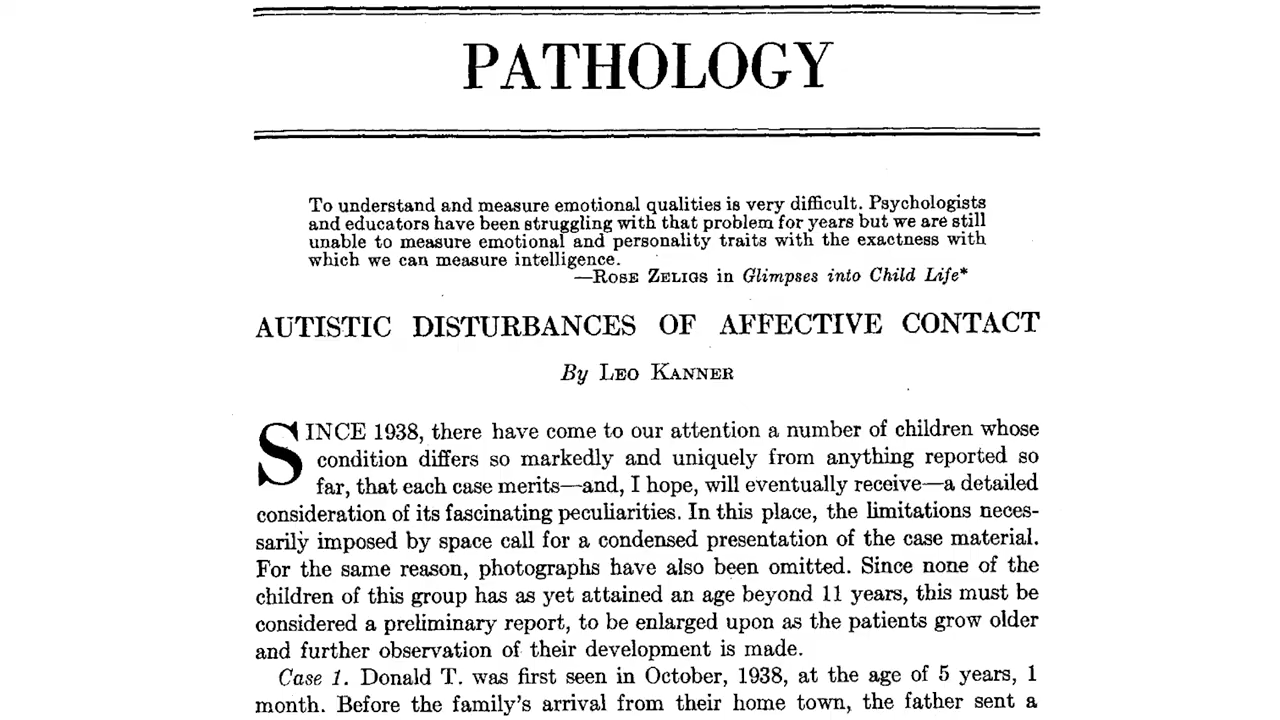 PATHOLOGY
To understand and measure emotional qualities is very difficult. Psychologists
and educators have been struggling with that problem for years but we are still
unable to measure emotional and personality traits with the exactness with
which we can measure intelligence.
—ROSE ZELIGS in Glimpses into Child Life*
AUTISTIC DISTURBANCES OF AFFECTIVE CONTACT
By LEO KANNER
SINCE 1938, there have come to our attention a number of children whose
condition differs so markedly and uniquely from anything reported so
far, that each case merits—and, I hope, will eventually receive—a detailed
consideration of its fascinating peculiarities. In this place, the limitations neces-
sarily imposed by space call for a condensed presentation of the case material.
For the same reason, photographs have also been omitted. Since none of the
children of this group has as yet attained an age beyond 11 years, this must be
considered a preliminary report, to be enlarged upon as the patients grow older
and further observation of their development is made.
Case 1. Donald T. was first seen in October, 1938, at the age of 5 years, 1
month. Before the family's arrival from their home town, the father sent a